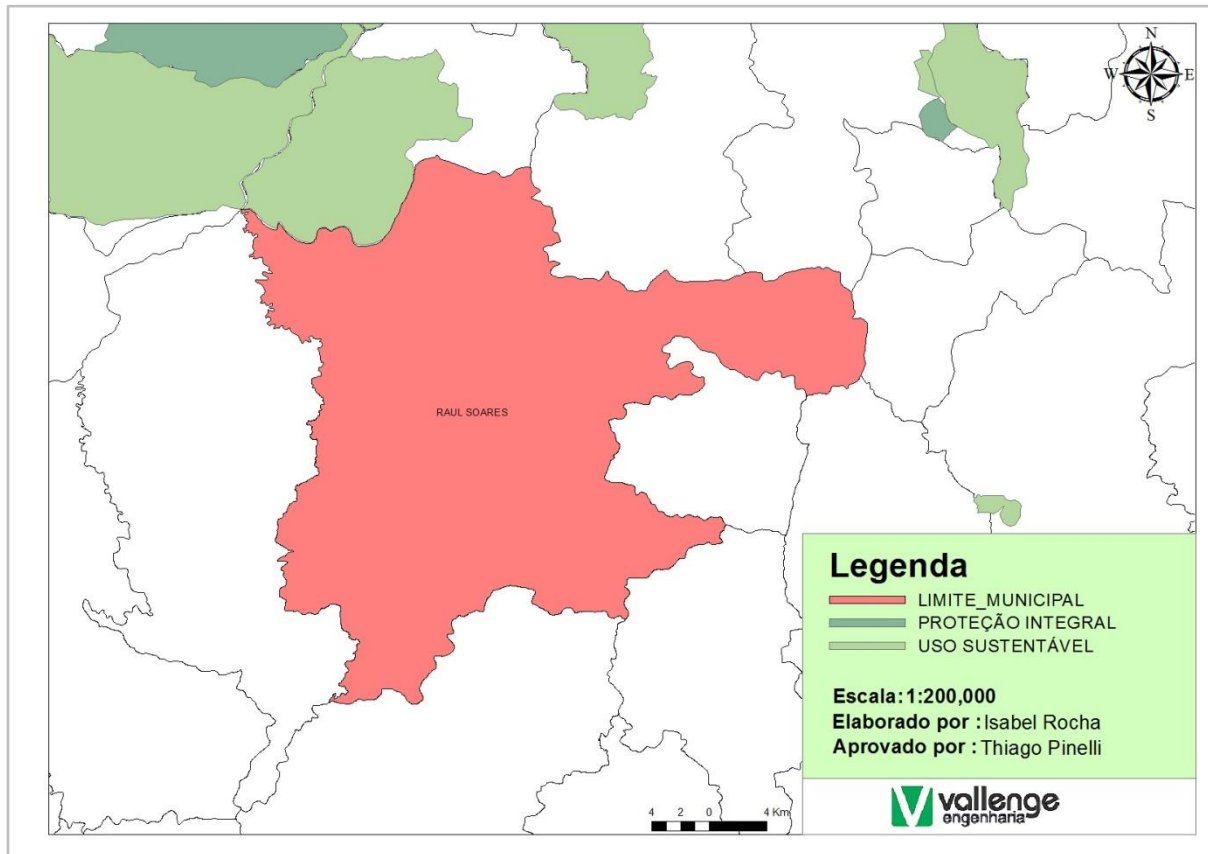 N
W E
S
RAUL SOARES
Legenda
LIMITE_MUNICIPAL
PROTEÇÃO INTEGRAL
USO SUSTENTÁVEL
Escala:1:200,000
Elaborado por : Isabel Rocha
Aprovado por : Thiago Pinelli
4 2 0 4 Km
vallenge
engenharia